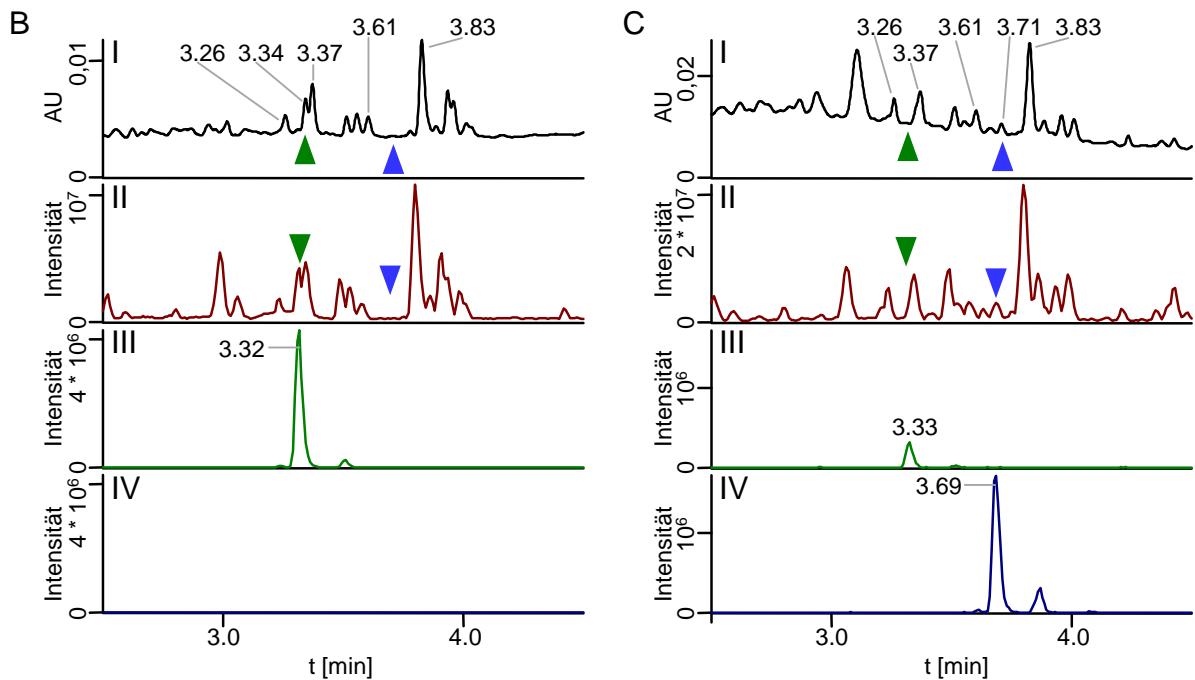 B
I
3.26
3.34
3.37
3.61
3.83
AU
0,01
0
II
Intensität
10⁷
0
III
3.32
Intensität
4 * 10⁶
0
IV
Intensität
4 * 10⁶
0
3.0
4.0
t [min]
C
I
3.26
3.37
3.61
3.71
3.83
AU
0,02
0
II
Intensität
2 * 10⁷
0
III
3.33
Intensität
10⁶
0
IV
3.69
Intensität
10⁶
0
3.0
4.0
t [min]